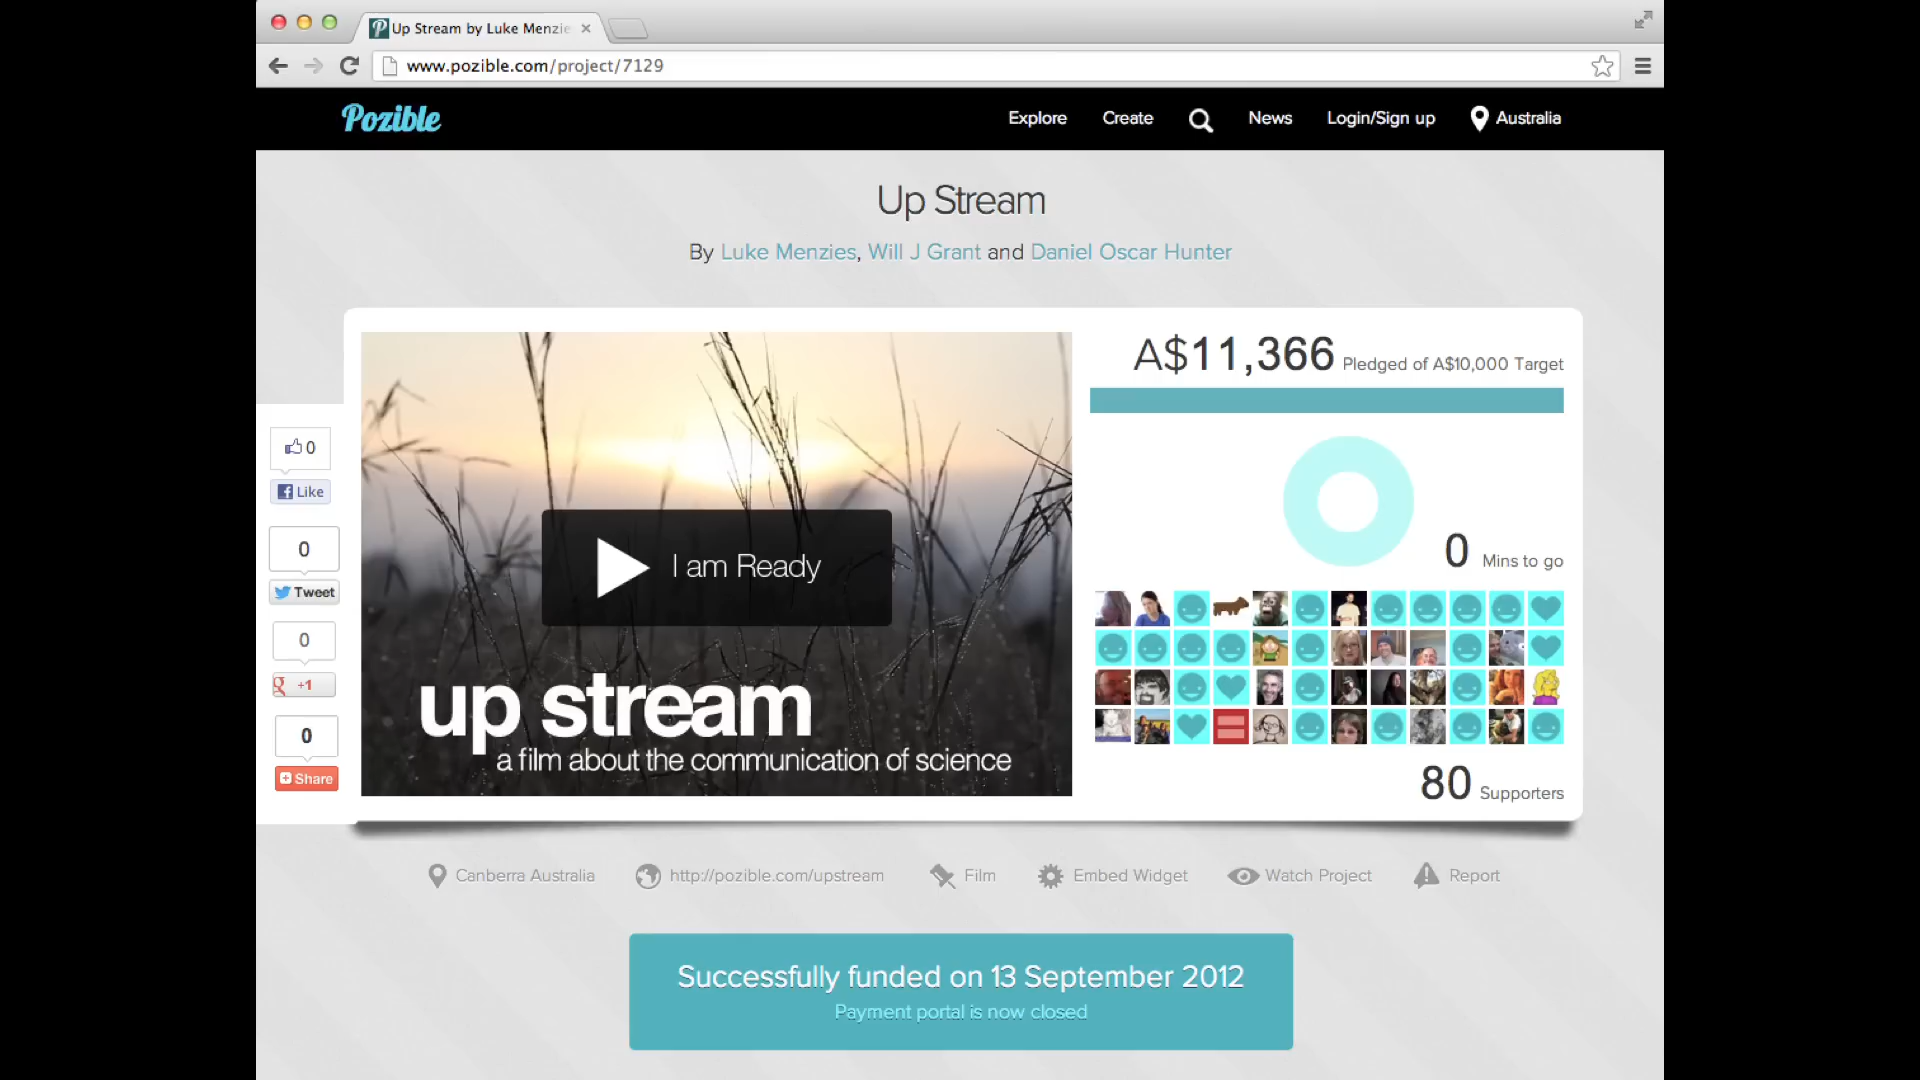 Up Stream by Luke Menzie
www.pozible.com/project/7129
Pozible
Explore
Create
News
Login/Sign up
Australia
Up Stream
By Luke Menzies, Will J Grant and Daniel Oscar Hunter
A$11,366 Pledged of A$10,000 Target
0
Like
0
Tweet
0
+1
0
Share
I am Ready
up stream
a film about the communication of science
0 Mins to go
80 Supporters
Canberra Australia
http://pozible.com/upstream
Film
Embed Widget
Watch Project
Report
Successfully funded on 13 September 2012
Payment portal is now closed